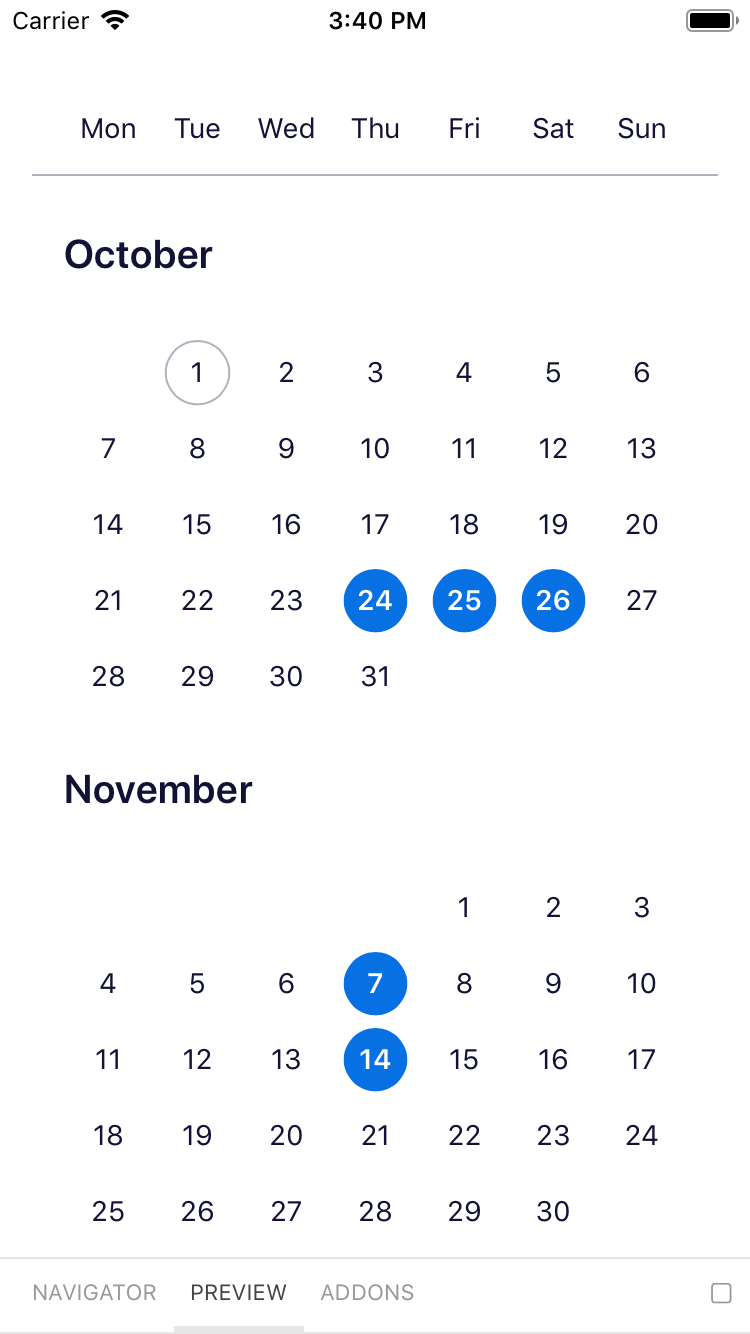 Carrier 3:40 PM
Mon Tue Wed Thu Fri Sat Sun
October
1 2 3 4 5 6
7 8 9 10 11 12 13
14 15 16 17 18 19 20
21 22 23 24 25 26 27
28 29 30 31
November
1 2 3
4 5 6 7 8 9 10
11 12 13 14 15 16 17
18 19 20 21 22 23 24
25 26 27 28 29 30
NAVIGATOR PREVIEW ADDONS